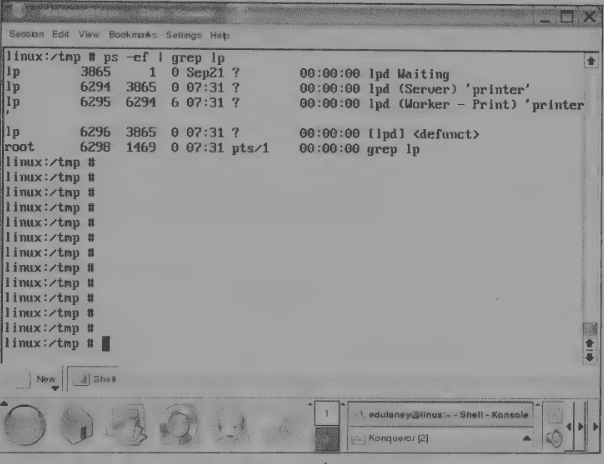 Session Edit View Bookmarks Settings Help
linux:/tmp # ps -ef | grep lp
lp 3865 1 0 Sep21 ? 00:00:00 lpd Waiting
lp 6294 3865 0 07:31 ? 00:00:00 lpd (Server) 'printer'
lp 6295 6294 6 07:31 ? 00:00:00 lpd (Worker - Print) 'printer
'
lp 6296 3865 0 07:31 ? 00:00:00 [lpd] <defunct>
root 6298 1469 0 07:31 pts/1 00:00:00 grep lp
linux:/tmp #
linux:/tmp #
linux:/tmp #
linux:/tmp #
linux:/tmp #
linux:/tmp #
linux:/tmp #
linux:/tmp #
linux:/tmp #
linux:/tmp #
linux:/tmp #
linux:/tmp #
linux:/tmp #
New Shell
1 edulaney@linux:~ - Shell - Konsole
Konqueror [2]